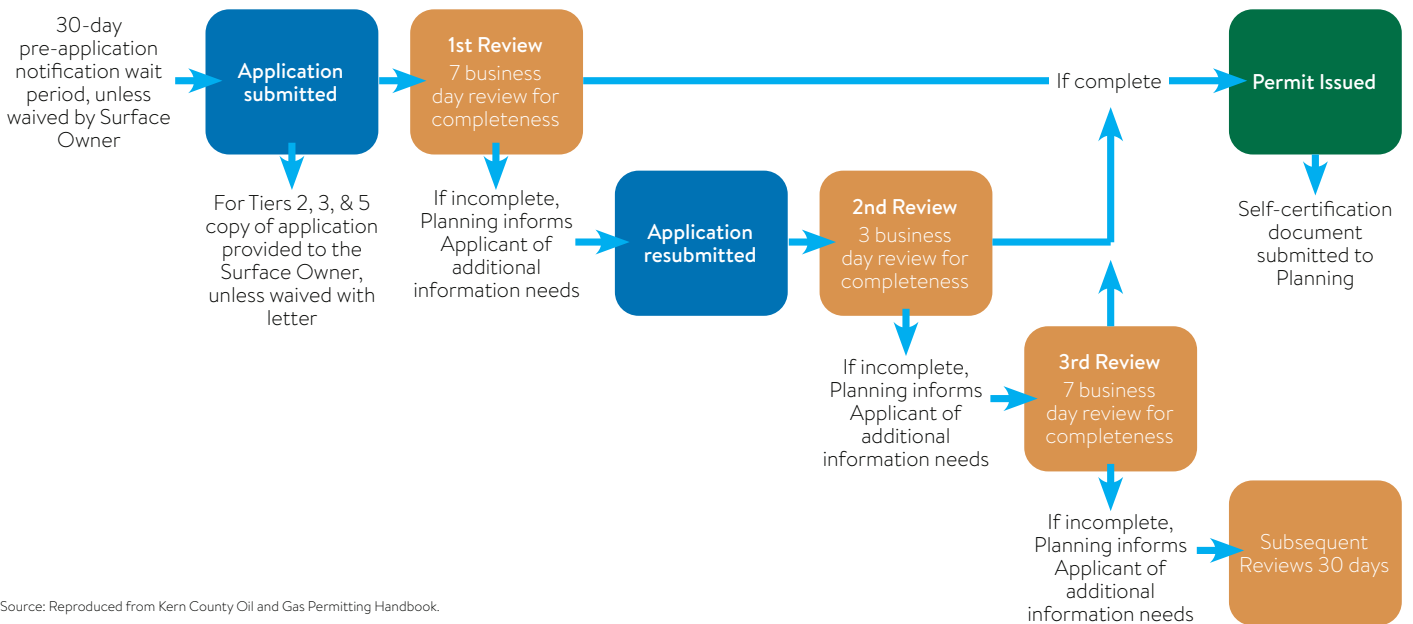 30-day
pre-application
notification wait
period, unless
waived by Surface
Owner
Application
submitted
For Tiers 2, 3, & 5
copy of application
provided to the
Surface Owner,
unless waived with
letter
1st Review
7 business
day review for
completeness
If incomplete,
Planning informs
Applicant of
additional
information needs
Application
resubmitted
2nd Review
3 business
day review for
completeness
If incomplete,
Planning informs
Applicant of
additional
information needs
3rd Review
7 business
day review for
completeness
If incomplete,
Planning informs
Applicant of
additional
information needs
Subsequent
Reviews 30 days
If complete
Permit Issued
Self-certification
document
submitted to
Planning
Source: Reproduced from Kern County Oil and Gas Permitting Handbook.